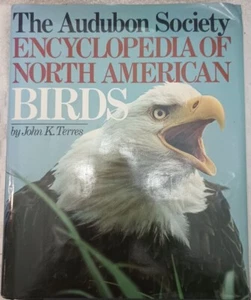 The Audubon Society
ENCYCLOPEDIA OF
NORTH AMERICAN
BIRDS
by John K. Terres